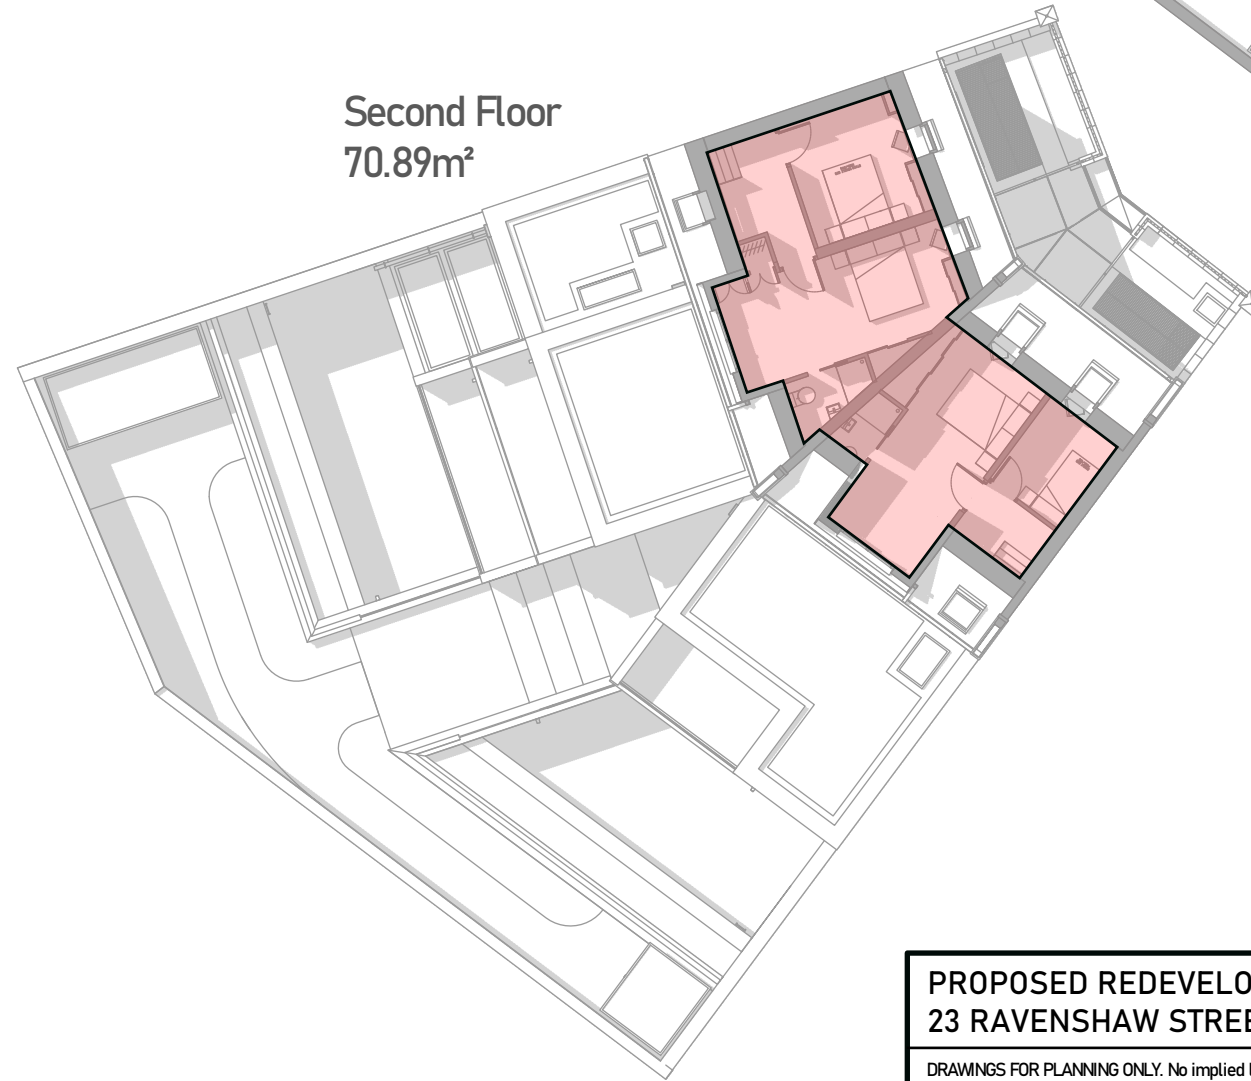 Second Floor
70.89m²
PROPOSED REDEVELO
23 RAVENSHAW STREE
DRAWINGS FOR PLANNING ONLY. No implied l